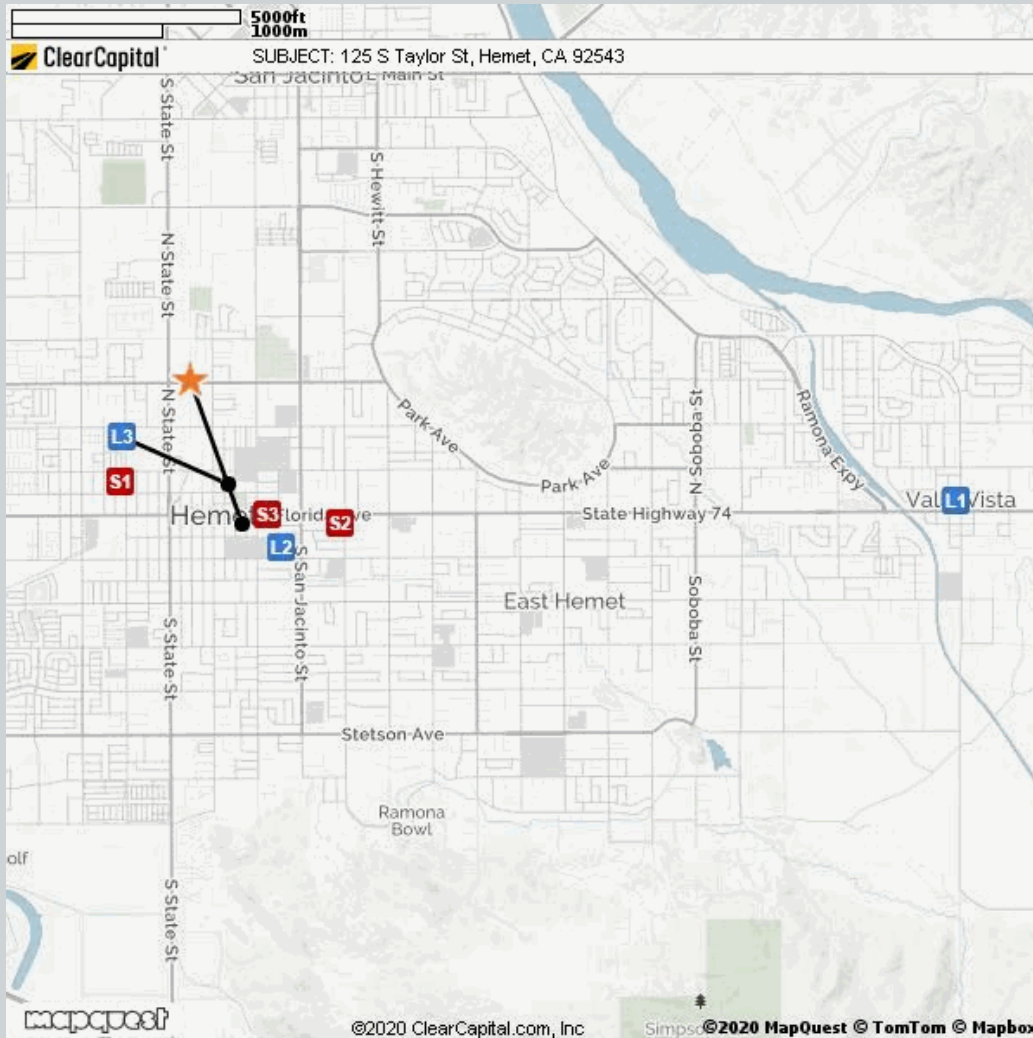 5000ft
1000m
ClearCapital
SUBJECT: 125 S Taylor St, Hemet, CA 92543
San Jacinto
Main St
S State St
S Hewitt St
N State St
N State St
Park Ave
Park Ave
N Soboba St
Ramona Expy
L3
S1
S3
S2
L2
L1
Florida Ave
State Highway 74
Vista
S San Jacinto St
East Hemet
Soboba St
S State St
Stetson Ave
Ramona
Bowl
olf
S State St
mapquest
©2020 ClearCapital.com, Inc
Simpso
©2020 MapQuest © TomTom © Mapbox